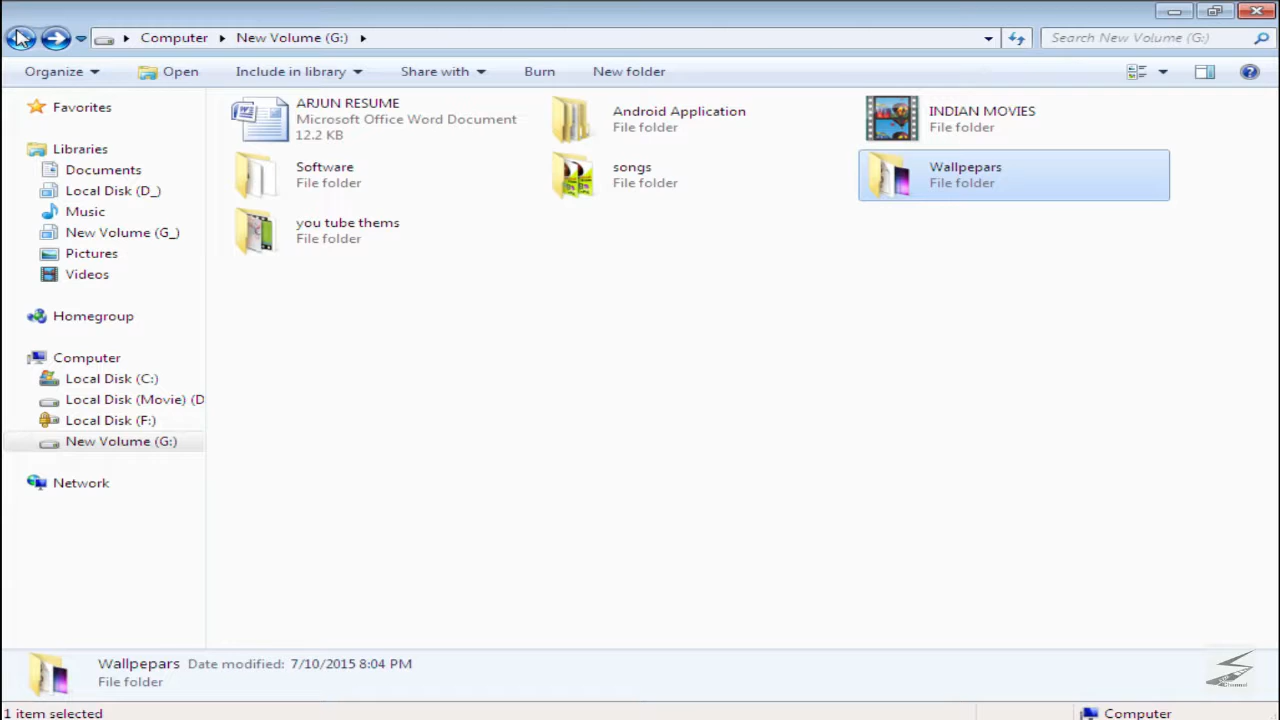 Computer New Volume (G:)
Search New Volume (G:)
Organize Open Include in library Share with Burn New folder
Favorites
Libraries
Documents
Local Disk (D_)
Music
New Volume (G_)
Pictures
Videos
Homegroup
Computer
Local Disk (C:)
Local Disk (Movie) (D
Local Disk (F:)
New Volume (G:)
Network
ARJUN RESUME
Microsoft Office Word Document
12.2 KB
Android Application
File folder
INDIAN MOVIES
File folder
Software
File folder
songs
File folder
Wallpepars
File folder
you tube thems
File folder
Wallpepars Date modified: 7/10/2015 8:04 PM
File folder
Channel
1 item selected
Computer